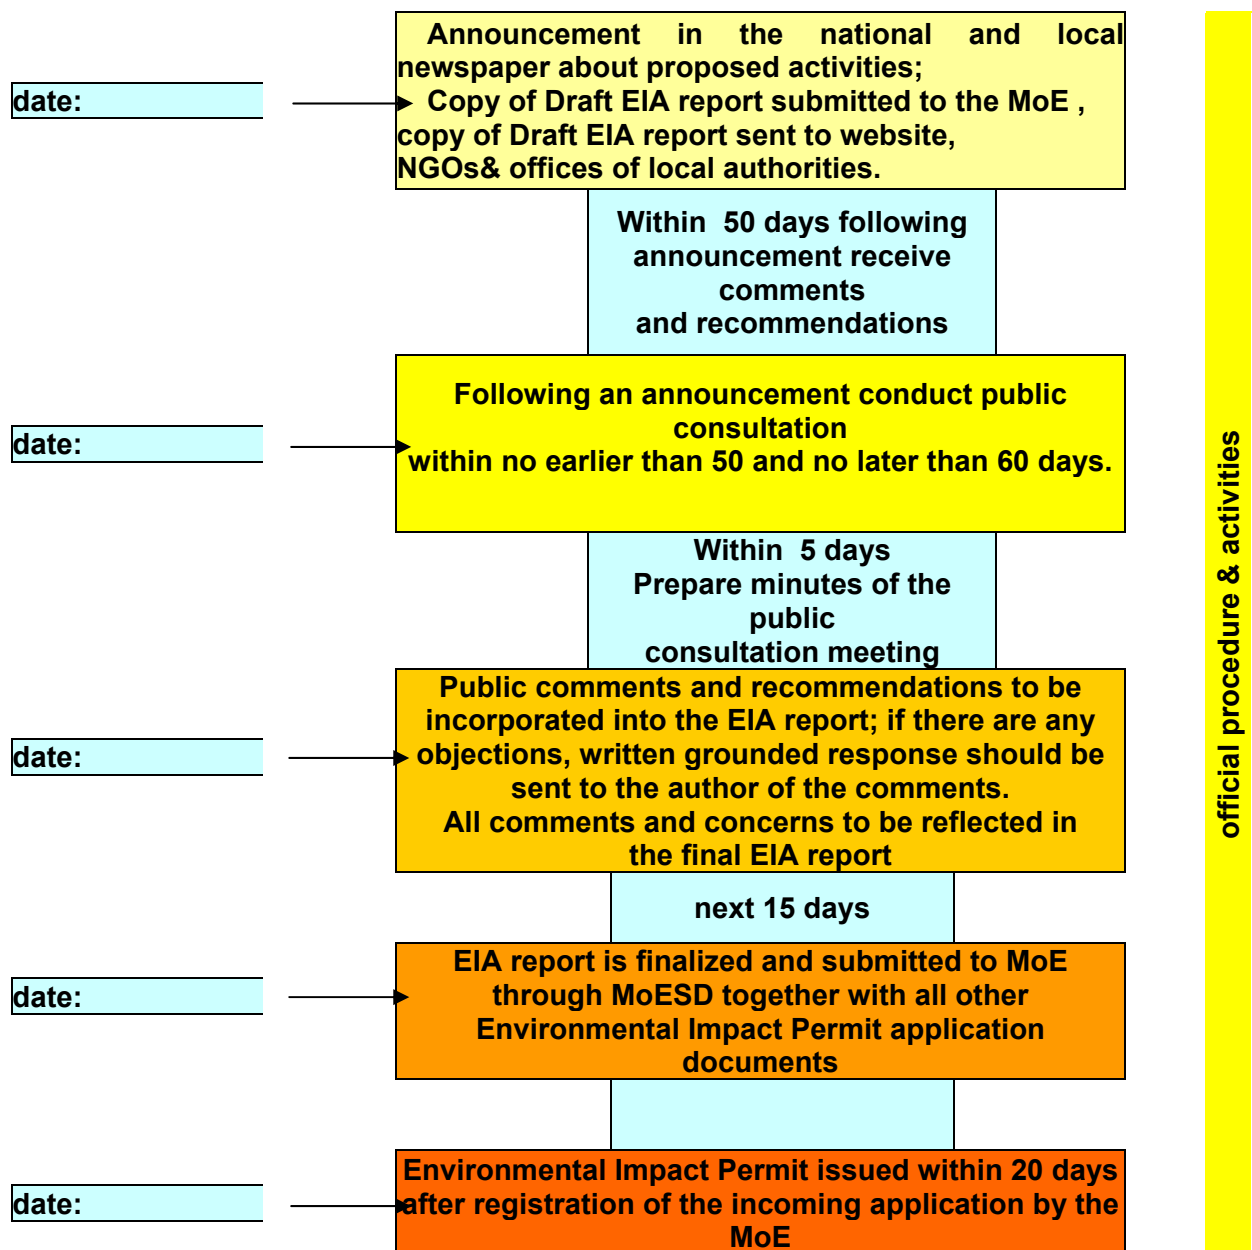 Announcement in the national and local
newspaper about proposed activities;
date:
Copy of Draft EIA report submitted to the MoE ,
copy of Draft EIA report sent to website,
NGOs& offices of local authorities.
Within 50 days following
announcement receive
comments
and recommendations
Following an announcement conduct public
consultation
date:
within no earlier than 50 and no later than 60 days.
Within 5 days
Prepare minutes of the
public
consultation meeting
Public comments and recommendations to be
incorporated into the EIA report; if there are any
date:
objections, written grounded response should be
sent to the author of the comments.
All comments and concerns to be reflected in
the final EIA report
next 15 days
EIA report is finalized and submitted to MoE
date:
through MoESD together with all other
Environmental Impact Permit application
documents
Environmental Impact Permit issued within 20 days
date:
after registration of the incoming application by the
MoE
official procedure & activities